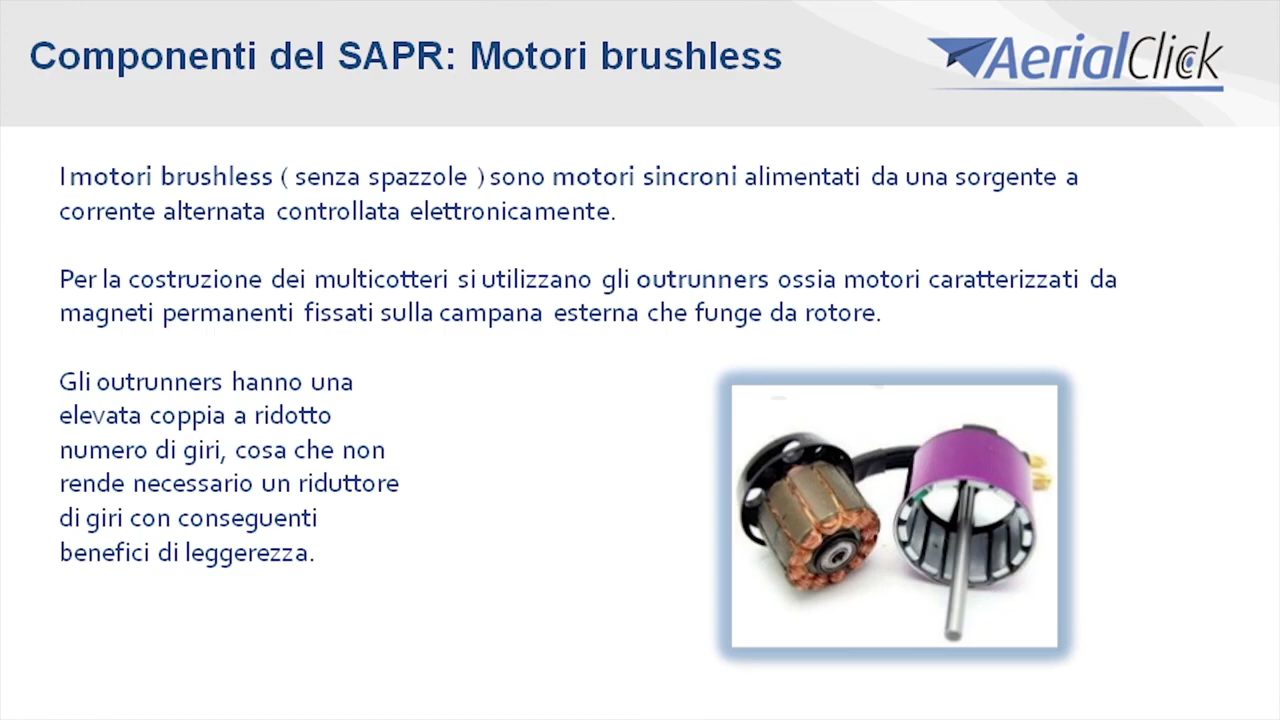 Componenti del SAPR: Motori brushless
AerialClick
I motori brushless ( senza spazzole ) sono motori sincroni alimentati da una sorgente a
corrente alternata controllata elettronicamente.
Per la costruzione dei multicotteri si utilizzano gli outrunners ossia motori caratterizzati da
magneti permanenti fissati sulla campana esterna che funge da rotore.
Gli outrunners hanno una
elevata coppia a ridotto
numero di giri, cosa che non
rende necessario un riduttore
di giri con conseguenti
benefici di leggerezza.